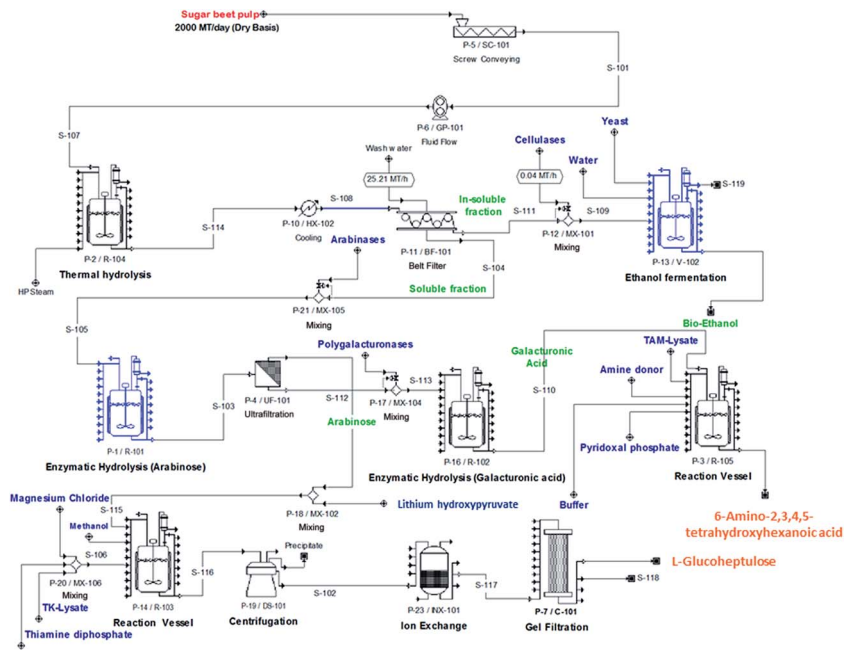 Sugar beet pulp
2000 MT/day (Dry Basis)
P-5 / SC-101
Screw Conveying
S-101
P-6 / GP-101
Fluid Flow
S-107
Wash water
25.21 MT/h
Cellulases
0.04 MT/h
Water
Yeast
S-119
S-108
In-soluble
fraction
S-111
S-109
S-114
P-10 / HX-102
Cooling
P-11 / BF-101
Belt Filter
P-12 / MX-101
Mixing
P-13 / V-102
Ethanol fermentation
P-2 / R-104
Thermal hydrolysis
HP Steam
Arabinases
S-104
Soluble fraction
P-21 / MX-105
Mixing
S-105
Bio-Ethanol
Polygalacturonases
Galacturonic
Acid
TAM-Lysate
Amine donor
S-103
P-4 / UF-101
Ultrafiltration
S-112
S-113
P-17 / MX-104
Mixing
S-110
Arabinose
P-1 / R-101
Enzymatic Hydrolysis (Arabinose)
P-16 / R-102
Enzymatic Hydrolysis (Galacturonic acid)
Pyridoxal phosphate
P-3 / R-105
Reaction Vessel
Buffer
Magnesium Chloride
S-115
P-18 / MX-102
Mixing
Lithium hydroxypyruvate
6-Amino-2,3,4,5-
tetrahydroxyhexanoic acid
Methanol
S-106
P-20 / MX-106
Mixing
TK-Lysate
Thiamine diphosphate
P-14 / R-103
Reaction Vessel
S-116
Precipitate
P-19 / DS-101
Centrifugation
S-102
P-23 / INX-101
Ion Exchange
S-117
P-7 / C-101
Gel Filtration
L-Glucoheptulose
S-118